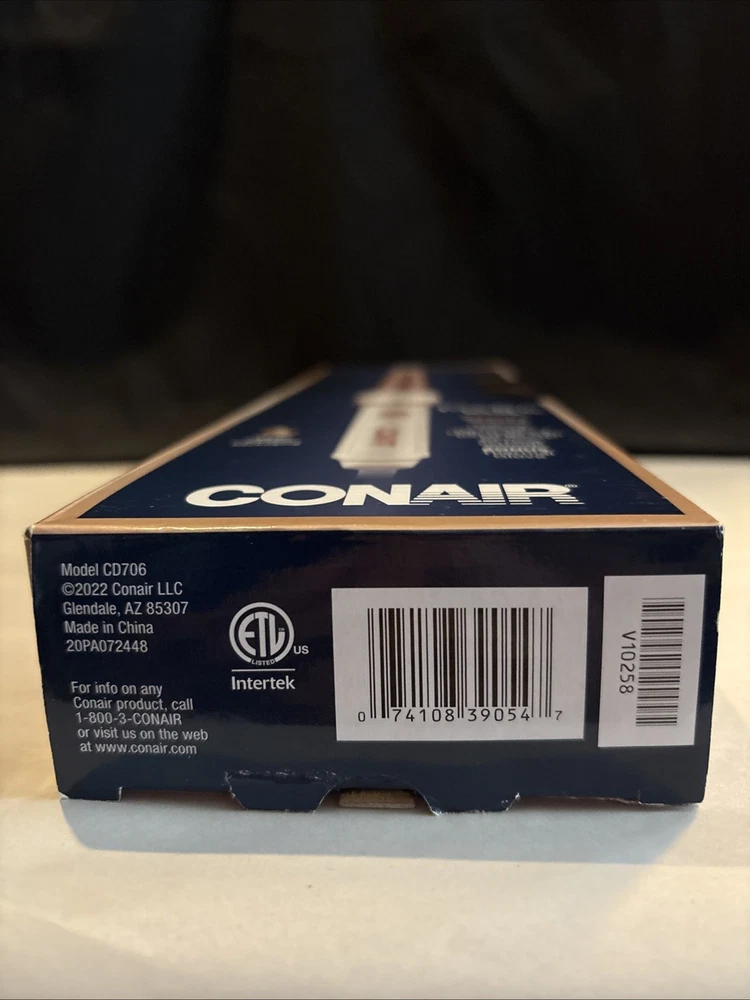 CONAIR®
Model CD706
©2022 Conair LLC
Glendale, AZ 85307
Made in China
20PA072448
For info on any
Conair product, call
1-800-3-CONAIR
or visit us on the web
at www.conair.com
ETL
LISTED
US
Intertek
0 74108 39054 7
V10258